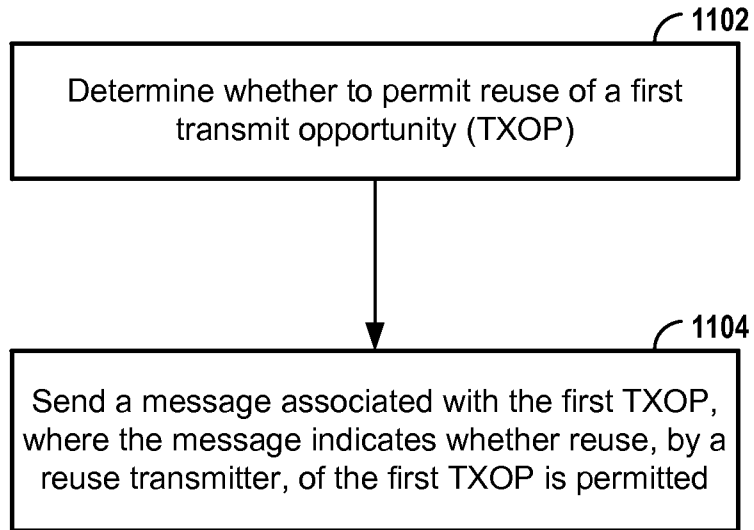 1102
Determine whether to permit reuse of a first
transmit opportunity (TXOP)
1104
Send a message associated with the first TXOP,
where the message indicates whether reuse, by a
reuse transmitter, of the first TXOP is permitted